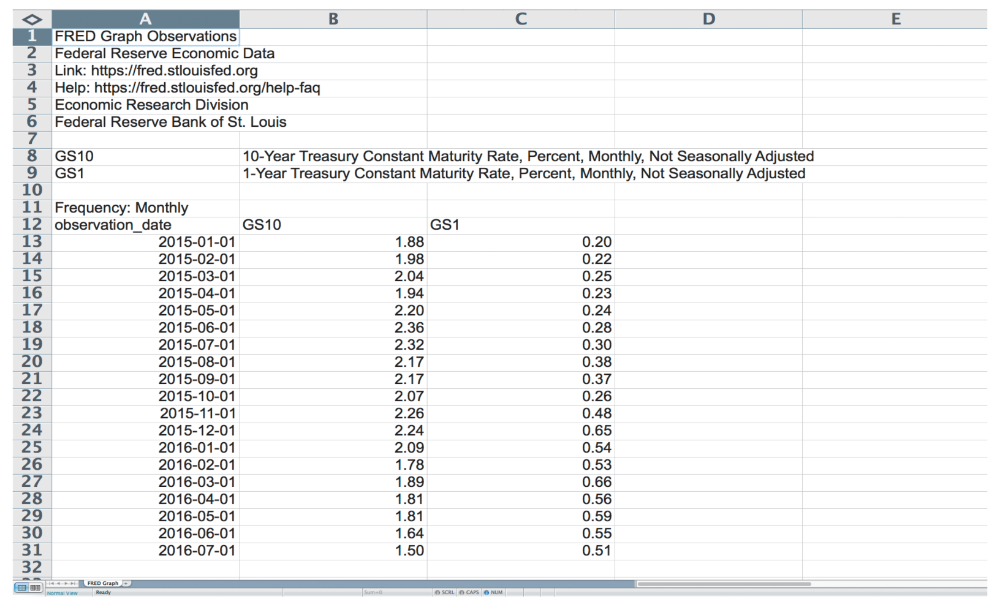 A B C D E
1 FRED Graph Observations
2 Federal Reserve Economic Data
3 Link: https://fred.stlouisfed.org
4 Help: https://fred.stlouisfed.org/help-faq
5 Economic Research Division
6 Federal Reserve Bank of St. Louis
7
8 GS10 10-Year Treasury Constant Maturity Rate, Percent, Monthly, Not Seasonally Adjusted
9 GS1 1-Year Treasury Constant Maturity Rate, Percent, Monthly, Not Seasonally Adjusted
10
11 Frequency: Monthly
12 observation_date GS10 GS1
13 2015-01-01 1.88 0.20
14 2015-02-01 1.98 0.22
15 2015-03-01 2.04 0.25
16 2015-04-01 1.94 0.23
17 2015-05-01 2.20 0.24
18 2015-06-01 2.36 0.28
19 2015-07-01 2.32 0.30
20 2015-08-01 2.17 0.38
21 2015-09-01 2.17 0.37
22 2015-10-01 2.07 0.26
23 2015-11-01 2.26 0.48
24 2015-12-01 2.24 0.65
25 2016-01-01 2.09 0.54
26 2016-02-01 1.78 0.53
27 2016-03-01 1.89 0.66
28 2016-04-01 1.81 0.56
29 2016-05-01 1.81 0.59
30 2016-06-01 1.64 0.55
31 2016-07-01 1.50 0.51
32
FRED Graph +
Normal View Ready Sum=0 SCRL CAPS NUM